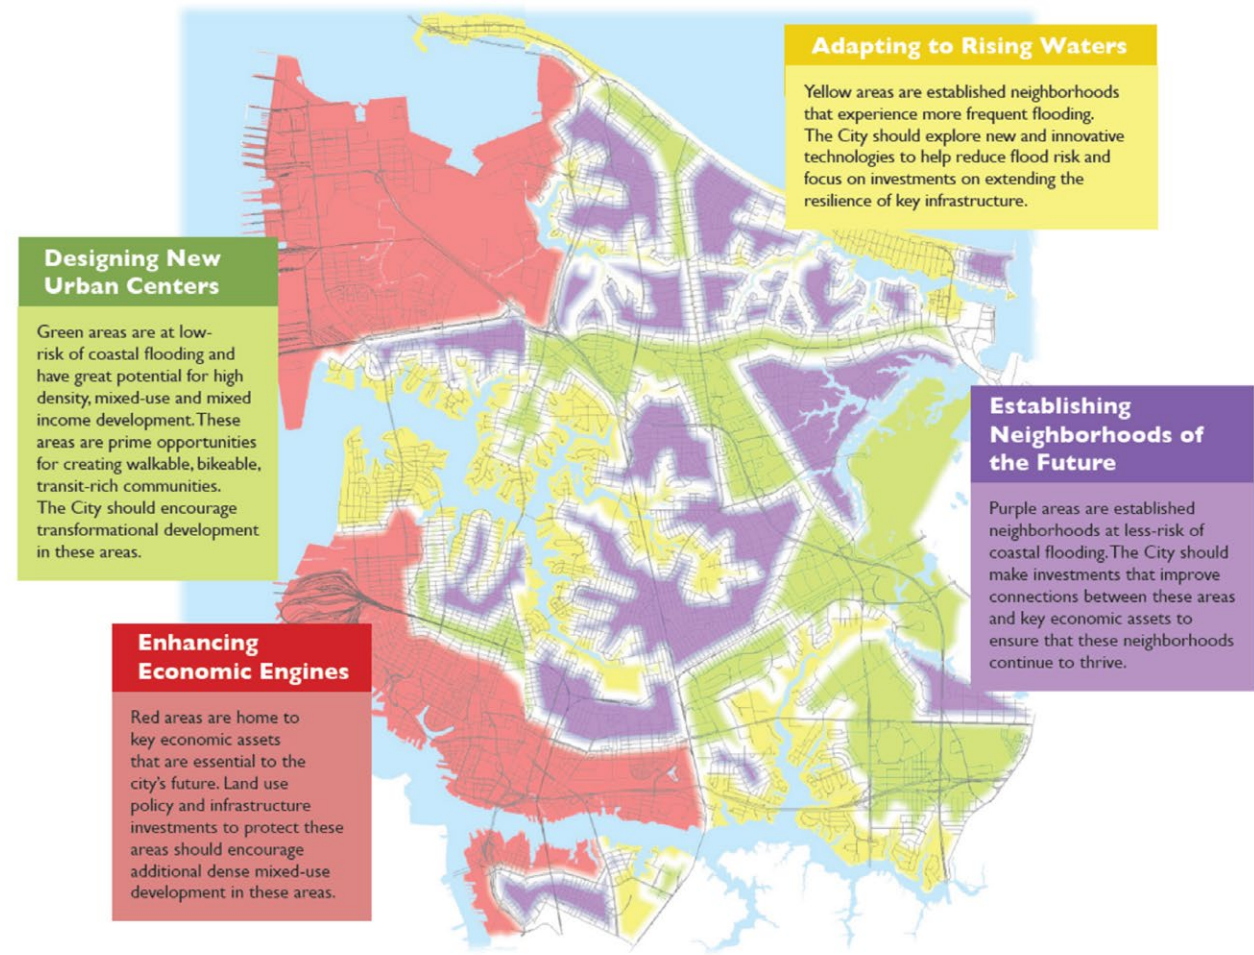 Adapting to Rising Waters
Yellow areas are established neighborhoods
that experience more frequent flooding.
The City should explore new and innovative
technologies to help reduce flood risk and
focus on investments on extending the
resilience of key infrastructure.
Designing New
Urban Centers
Green areas are at low-
risk of coastal flooding and
have great potential for high
density, mixed-use and mixed
income development. These
areas are prime opportunities
for creating walkable, bikeable,
transit-rich communities.
The City should encourage
transformational development
in these areas.
Establishing
Neighborhoods of
the Future
Purple areas are established
neighborhoods at less-risk of
coastal flooding. The City should
make investments that improve
connections between these areas
and key economic assets to
ensure that these neighborhoods
continue to thrive.
Enhancing
Economic Engines
Red areas are home to
key economic assets
that are essential to the
city's future. Land use
policy and infrastructure
investments to protect these
areas should encourage
additional dense mixed-use
development in these areas.